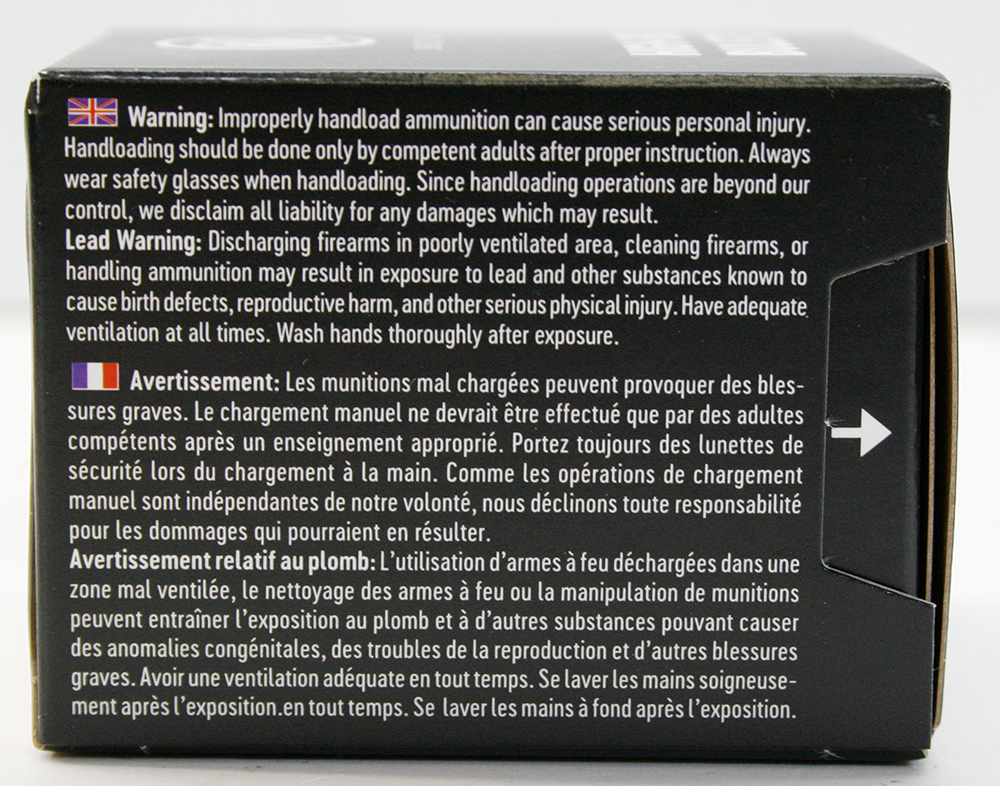 Warning: Improperly handload ammunition can cause serious personal injury.
Handloading should be done only by competent adults after proper instruction. Always
wear safety glasses when handloading. Since handloading operations are beyond our
control, we disclaim all liability for any damages which may result.
Lead Warning: Discharging firearms in poorly ventilated area, cleaning firearms, or
handling ammunition may result in exposure to lead and other substances known to
cause birth defects, reproductive harm, and other serious physical injury. Have adequate
ventilation at all times. Wash hands thoroughly after exposure.
Avertissement: Les munitions mal chargées peuvent provoquer des bles-
sures graves. Le chargement manuel ne devrait être effectué que par des adultes
compétents après un enseignement approprié. Portez toujours des lunettes de
sécurité lors du chargement à la main. Comme les opérations de chargement
manuel sont indépendantes de notre volonté, nous déclinons toute responsabilité
pour les dommages qui pourraient en résulter.
Avertissement relatif au plomb: L'utilisation d'armes à feu déchargées dans une
zone mal ventilée, le nettoyage des armes à feu ou la manipulation de munitions
peuvent entraîner l'exposition au plomb et à d'autres substances pouvant causer
des anomalies congénitales, des troubles de la reproduction et d'autres blessures
graves. Avoir une ventilation adéquate en tout temps. Se laver les mains soigneuse-
ment après l'exposition.en tout temps. Se laver les mains à fond après l'exposition.